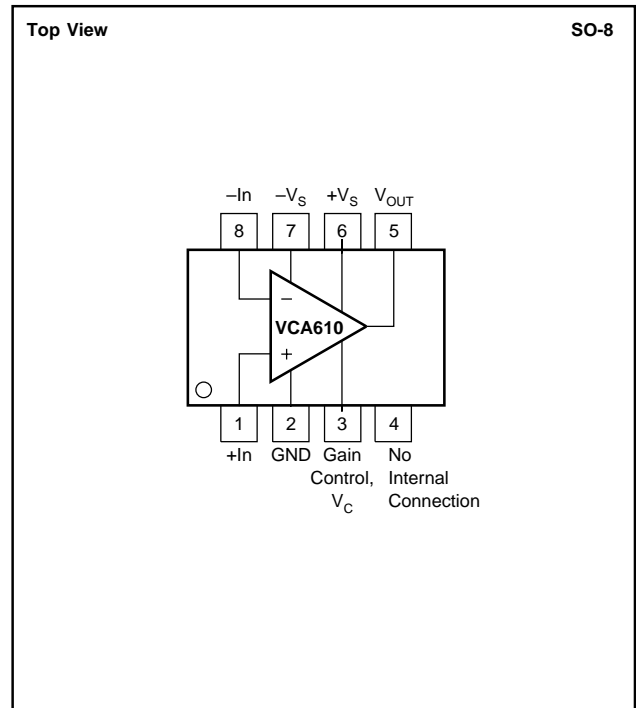 Top View SO-8
–In –VS +VS VOUT
8 7 6 5
–
VCA610
+
1 2 3 4
+In GND Gain Control, VC No Internal Connection